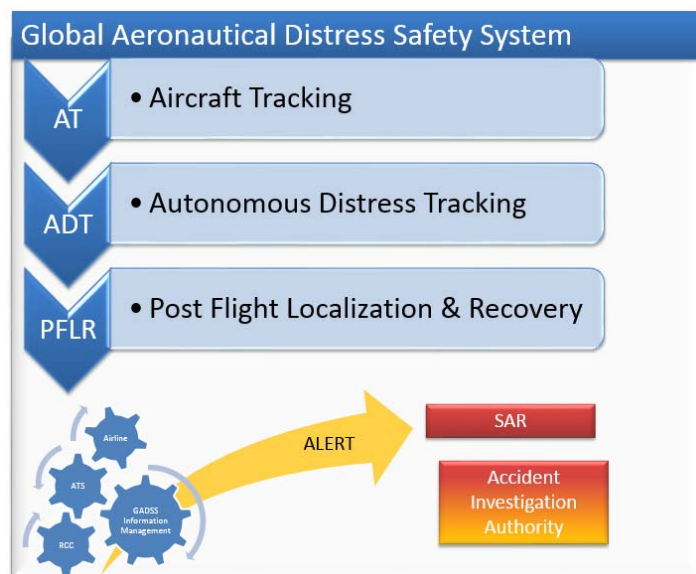 Global Aeronautical Distress Safety System
AT
• Aircraft Tracking
ADT
• Autonomous Distress Tracking
PFLR
• Post Flight Localization & Recovery
Airline
ATS
GADSS
Information
Management
RCC
ALERT
SAR
Accident
Investigation
Authority